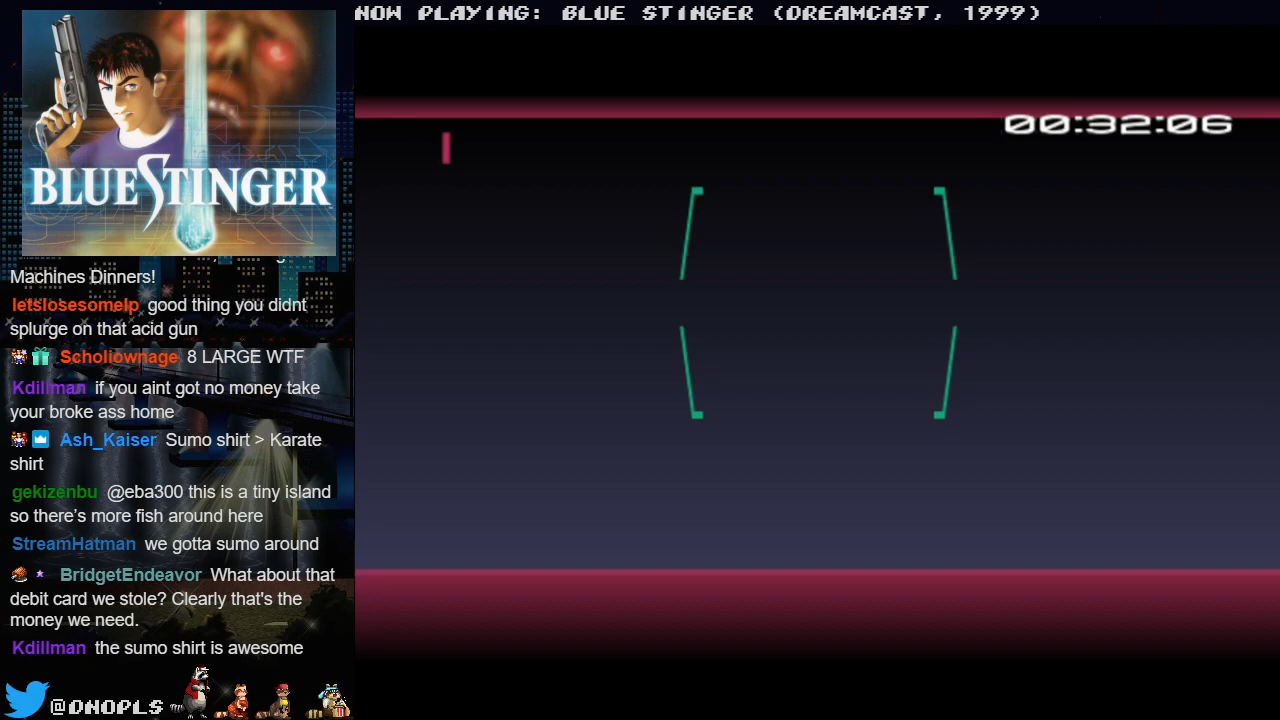 NOW PLAYING: BLUE STINGER (DREAMCAST, 1999)
00:32:06
BLUE STINGER
Machines Dinners!
letslosesomelp good thing you didnt
splurge on that acid gun
Scholiownage 8 LARGE WTF
Kdillman if you aint got no money take
your broke ass home
Ash_Kaiser Sumo shirt > Karate
shirt
gekizenbu @eba300 this is a tiny island
so there's more fish around here
StreamHatman we gotta sumo around
BridgetEndeavor What about that
debit card we stole? Clearly that's the
money we need.
Kdillman the sumo shirt is awesome
@ONOPLS